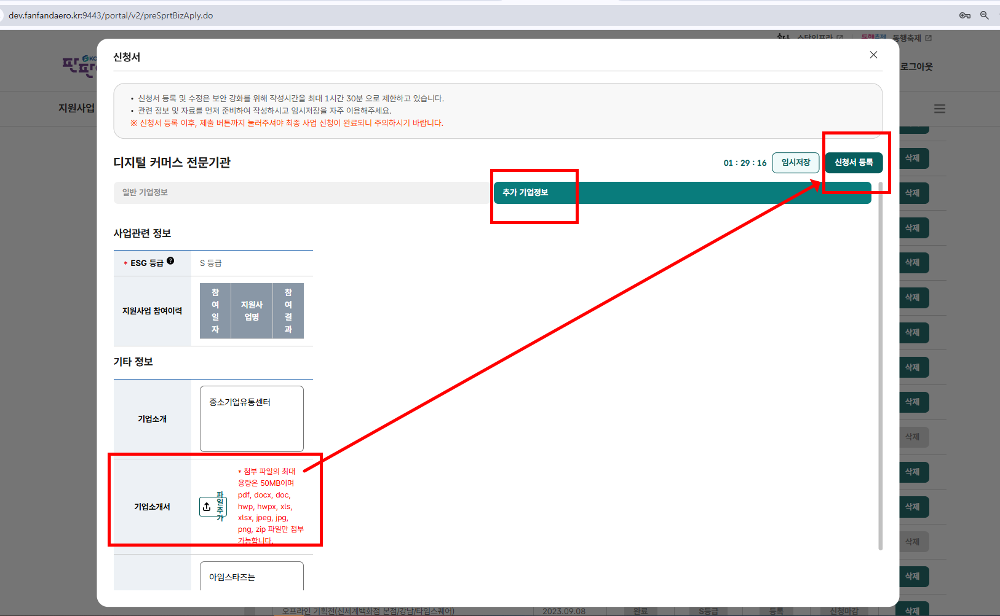 dev.fanfandaero.kr:9443/portal/v2/preSprtBizAply.do
동행축제
로그아웃
지원사업
신청서
• 신청서 등록 및 수정은 보안 강화를 위해 작성시간을 최대 1시간 30분 으로 제한하고 있습니다.
• 관련 정보 및 자료를 먼저 준비하여 작성하시고 임시저장을 자주 이용해주세요.
※ 신청서 등록 이후, 제출 버튼까지 눌러주셔야 최종 사업 신청이 완료되니 주의하시기 바랍니다.
디지털 커머스 전문기관
01 : 29 : 16
임시저장
신청서 등록
일반 기업정보
추가 기업정보
사업관련 정보
* ESG 등급 ?
S 등급
지원사업 참여이력
참
여
일
자
지원사
업명
참
여
결
과
기타 정보
기업소개
중소기업유통센터
기업소개서
파
일
추
가
* 첨부 파일의 최대
용량은 50MB이며
pdf, docx, doc,
hwp, hwpx, xls,
xlsx, jpeg, jpg,
png, zip 파일만 첨부
가능합니다.
아임스타즈는
삭제
삭제
삭제
삭제
삭제
삭제
삭제
삭제
삭제
삭제
삭제
삭제
삭제
삭제
오프라인 기획전(신세계백화점 본점/강남/타임스퀘어)
2023.09.08
완료
S등급
등록
신청마감